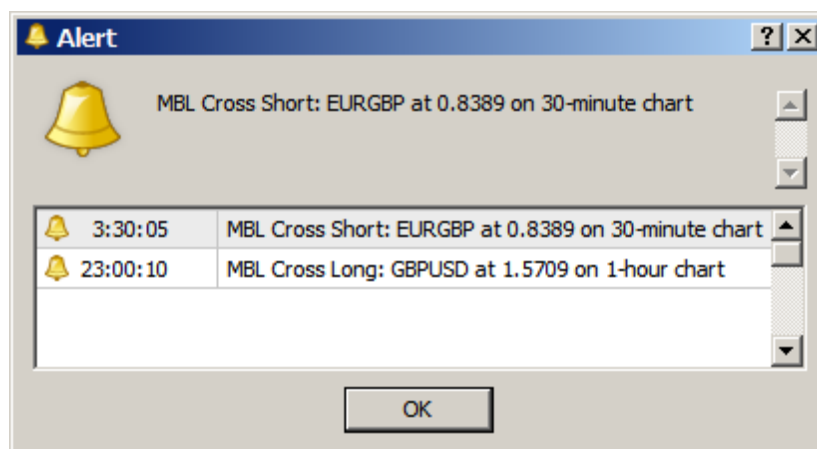 Alert
MBL Cross Short: EURGBP at 0.8389 on 30-minute chart
3:30:05 MBL Cross Short: EURGBP at 0.8389 on 30-minute chart
23:00:10 MBL Cross Long: GBPUSD at 1.5709 on 1-hour chart
OK